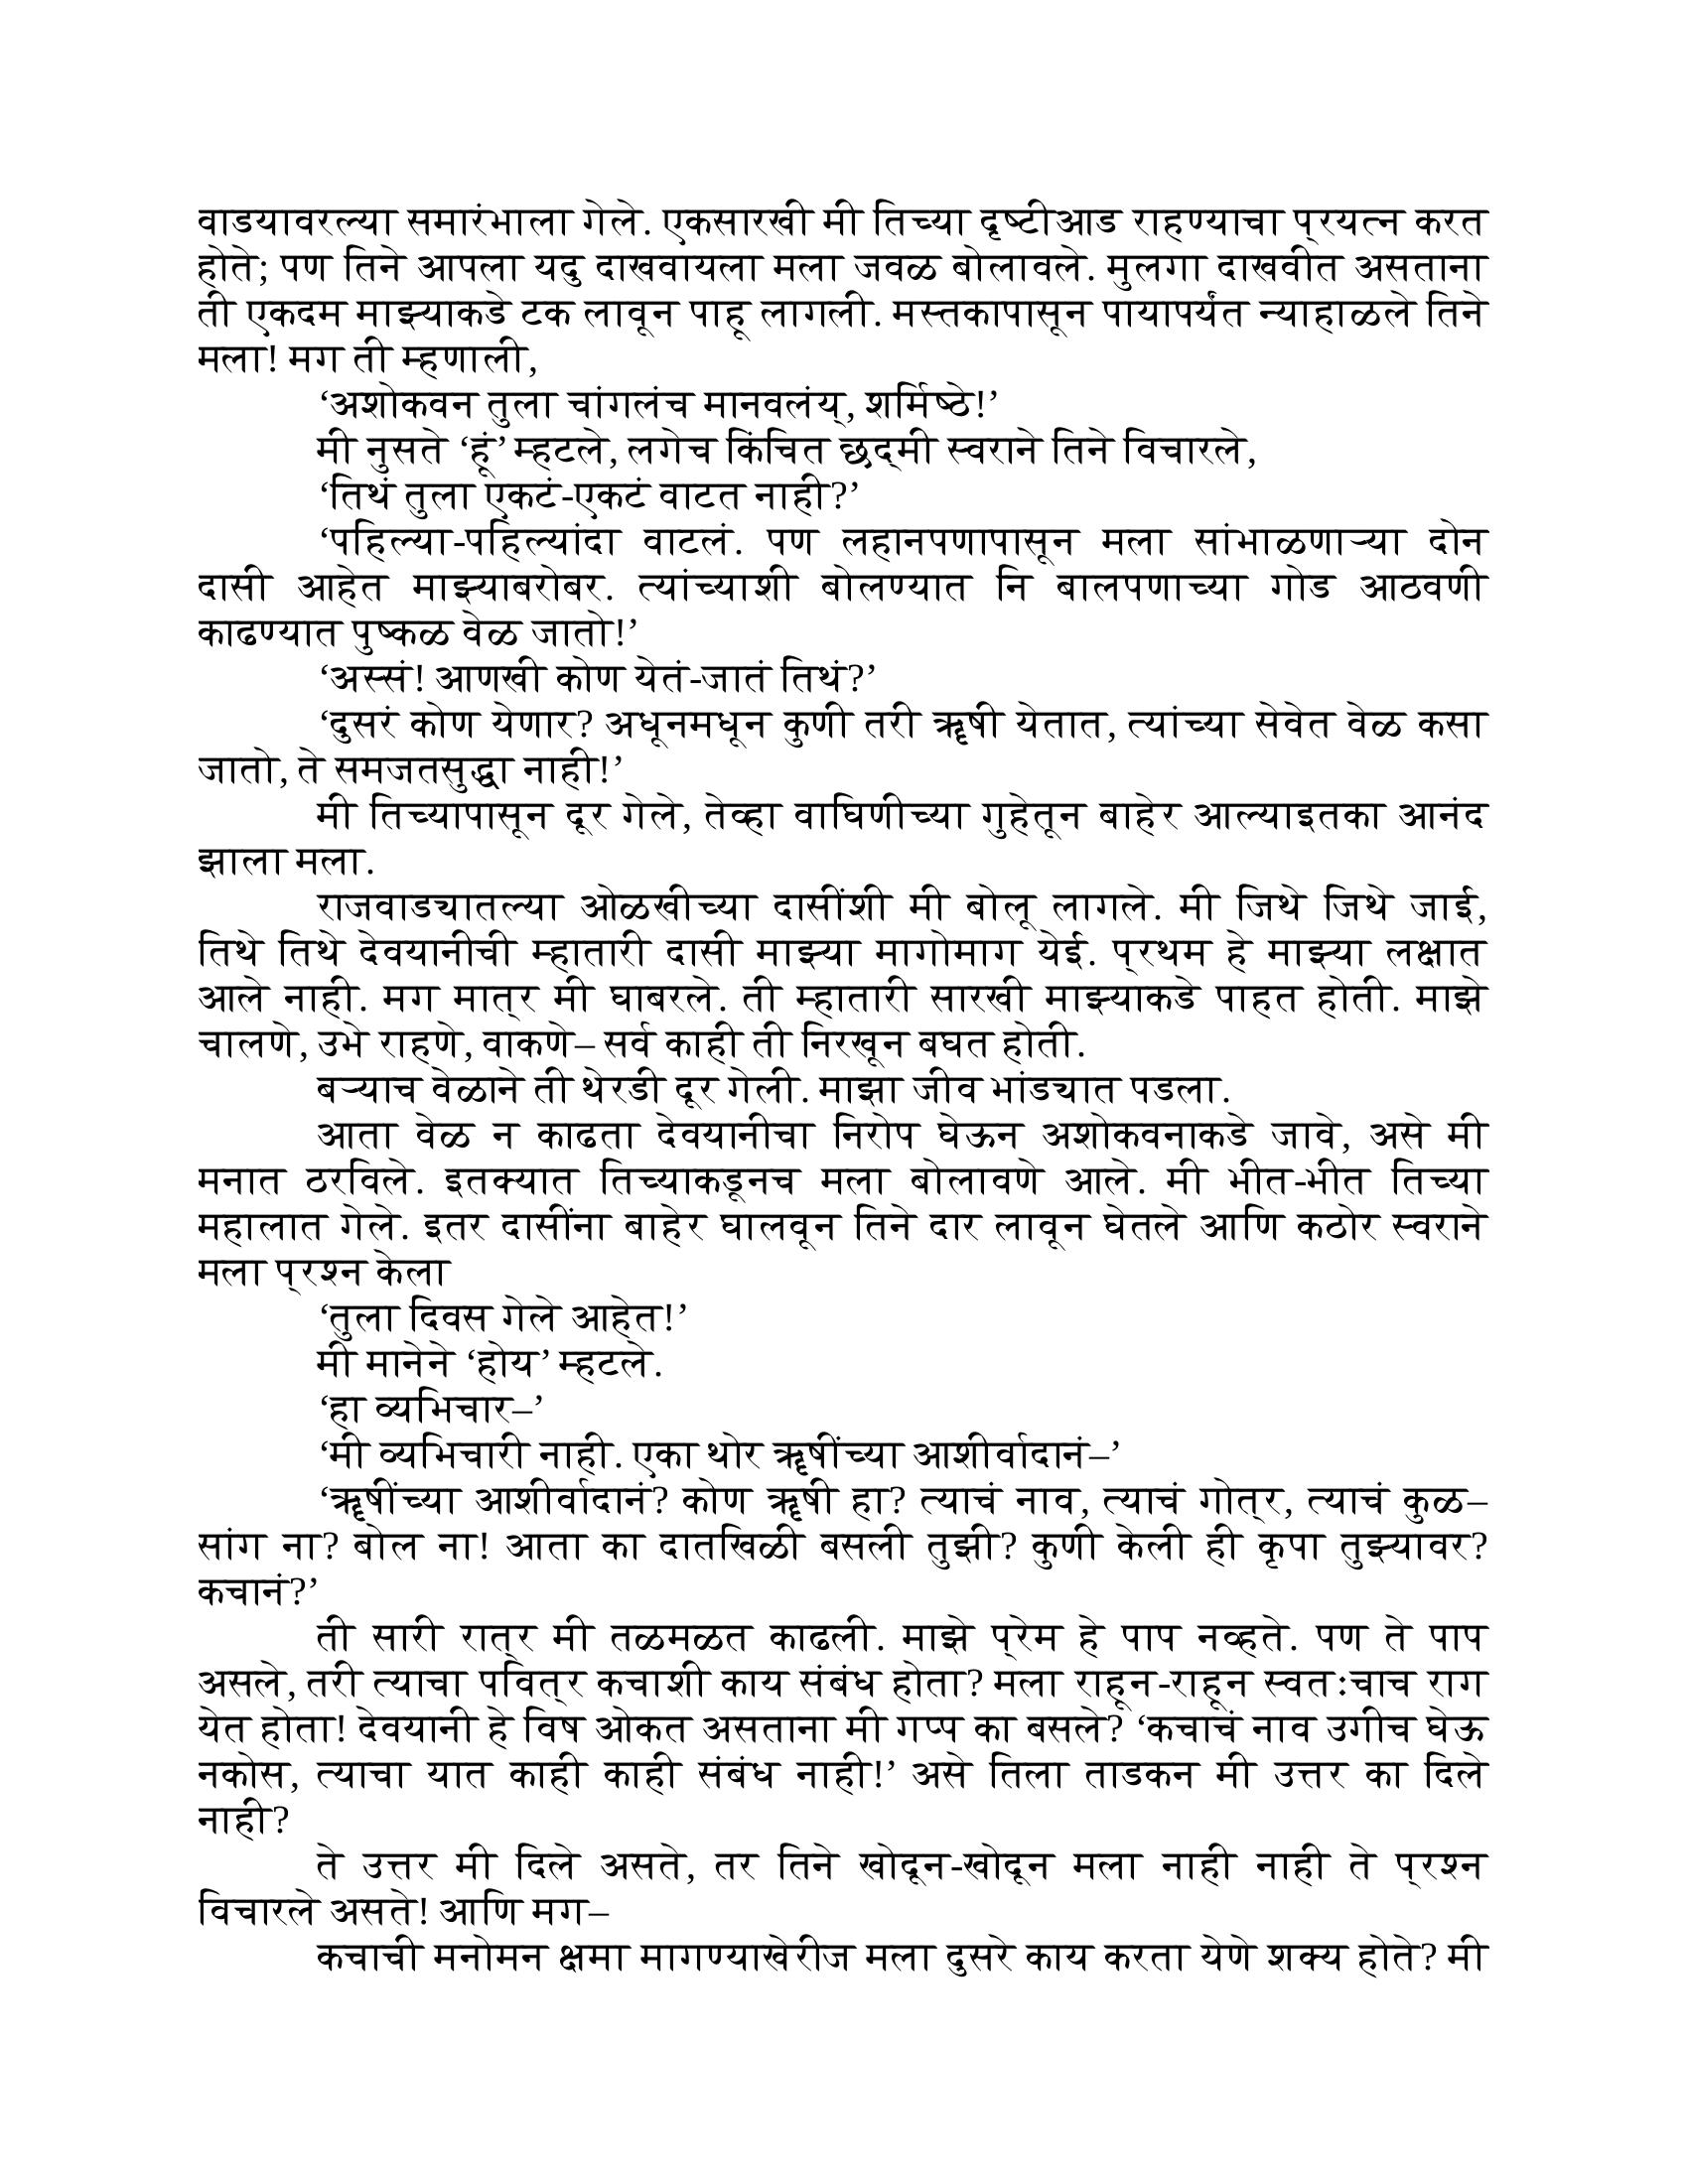 वाडयावरल्या समारंभाला गेले. एकसारखी मी तिच्या दृष्टीआड राहण्याचा प्रयत्न करत
होते; पण तिने आपला यदु दाखवायला मला जवळ बोलावले. मुलगा दाखवीत असताना
ती एकदम माझ्याकडे टक लावून पाहू लागली. मस्तकापासून पायापर्यंत न्याहाळले तिने
मला! मग ती म्हणाली,
‘अशोकवन तुला चांगलंच मानवलंय्, शर्मिष्ठे!’
मी नुसते ‘हूं’ म्हटले, लगेच किंचित छद्मी स्वराने तिने विचारले,
‘तिथं तुला एकटं-एकटं वाटत नाही?’
‘पहिल्या-पहिल्यांदा वाटलं. पण लहानपणापासून मला सांभाळणाऱ्या दोन
दासी आहेत माझ्याबरोबर. त्यांच्याशी बोलण्यात नि बालपणाच्या गोड आठवणी
काढण्यात पुष्कळ वेळ जातो!’
‘अस्सं! आणखी कोण येतं-जातं तिथं?’
‘दुसरं कोण येणार? अधूनमधून कुणी तरी ॠषी येतात, त्यांच्या सेवेत वेळ कसा
जातो, ते समजतसुद्धा नाही!’
मी तिच्यापासून दूर गेले, तेव्हा वाघिणीच्या गुहेतून बाहेर आल्याइतका आनंद
झाला मला.
राजवाड्यातल्या ओळखीच्या दासींशी मी बोलू लागले. मी जिथे जिथे जाई,
तिथे तिथे देवयानीची म्हातारी दासी माझ्या मागोमाग येई. प्रथम हे माझ्या लक्षात
आले नाही. मग मात्र मी घाबरले. ती म्हातारी सारखी माझ्याकडे पाहत होती. माझे
चालणे, उभे राहणे, वाकणे– सर्व काही ती निरखून बघत होती.
बऱ्याच वेळाने ती थेरडी दूर गेली. माझा जीव भांड्यात पडला.
आता वेळ न काढता देवयानीचा निरोप घेऊन अशोकवनाकडे जावे, असे मी
मनात ठरविले. इतक्यात तिच्याकडूनच मला बोलावणे आले. मी भीत-भीत तिच्या
महालात गेले. इतर दासींना बाहेर घालवून तिने दार लावून घेतले आणि कठोर स्वराने
मला प्रश्न केला
‘तुला दिवस गेले आहेत!’
मी मानेने ‘होय’ म्हटले.
‘हा व्यभिचार–’
‘मी व्यभिचारी नाही. एका थोर ॠषींच्या आशीर्वादानं–’
‘ॠषींच्या आशीर्वादानं? कोण ॠषी हा? त्याचं नाव, त्याचं गोत्र, त्याचं कुळ–
सांग ना? बोल ना! आता का दातखिळी बसली तुझी? कुणी केली ही कृपा तुझ्यावर?
कचानं?’
ती सारी रात्र मी तळमळत काढली. माझे प्रेम हे पाप नव्हते. पण ते पाप
असले, तरी त्याचा पवित्र कचाशी काय संबंध होता? मला राहून-राहून स्वतःचाच राग
येत होता! देवयानी हे विष ओकत असताना मी गप्प का बसले? ‘कचाचं नाव उगीच घेऊ
नकोस, त्याचा यात काही काही संबंध नाही!’ असे तिला ताडकन मी उत्तर का दिले
नाही?
ते उत्तर मी दिले असते, तर तिने खोदून-खोदून मला नाही नाही ते प्रश्न
विचारले असते! आणि मग–
कचाची मनोमन क्षमा मागण्याखेरीज मला दुसरे काय करता येणे शक्य होते? मी